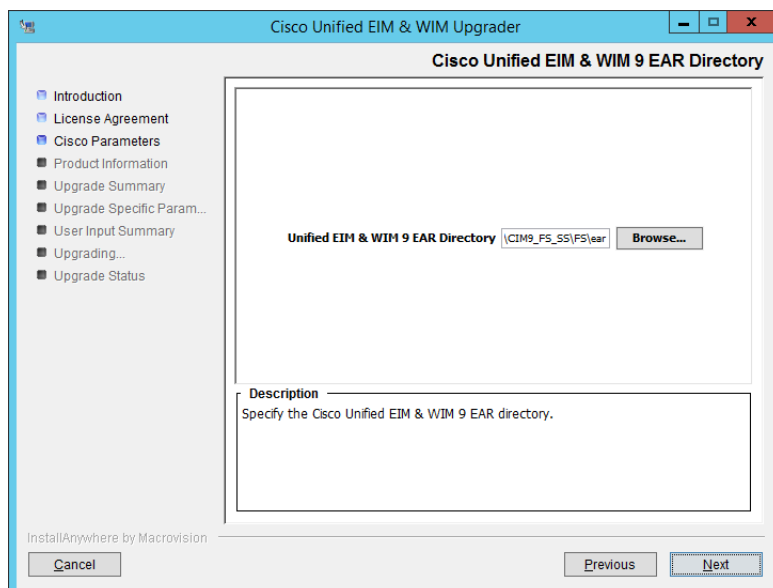 Cisco Unified EIM & WIM Upgrader
Cisco Unified EIM & WIM 9 EAR Directory
Introduction
License Agreement
Cisco Parameters
Product Information
Upgrade Summary
Upgrade Specific Param...
User Input Summary
Upgrading...
Upgrade Status
Unified EIM & WIM 9 EAR Directory \CIM9_FS_SS\FS\ear Browse...
Description
Specify the Cisco Unified EIM & WIM 9 EAR directory.
InstallAnywhere by Macrovision
Cancel Previous Next